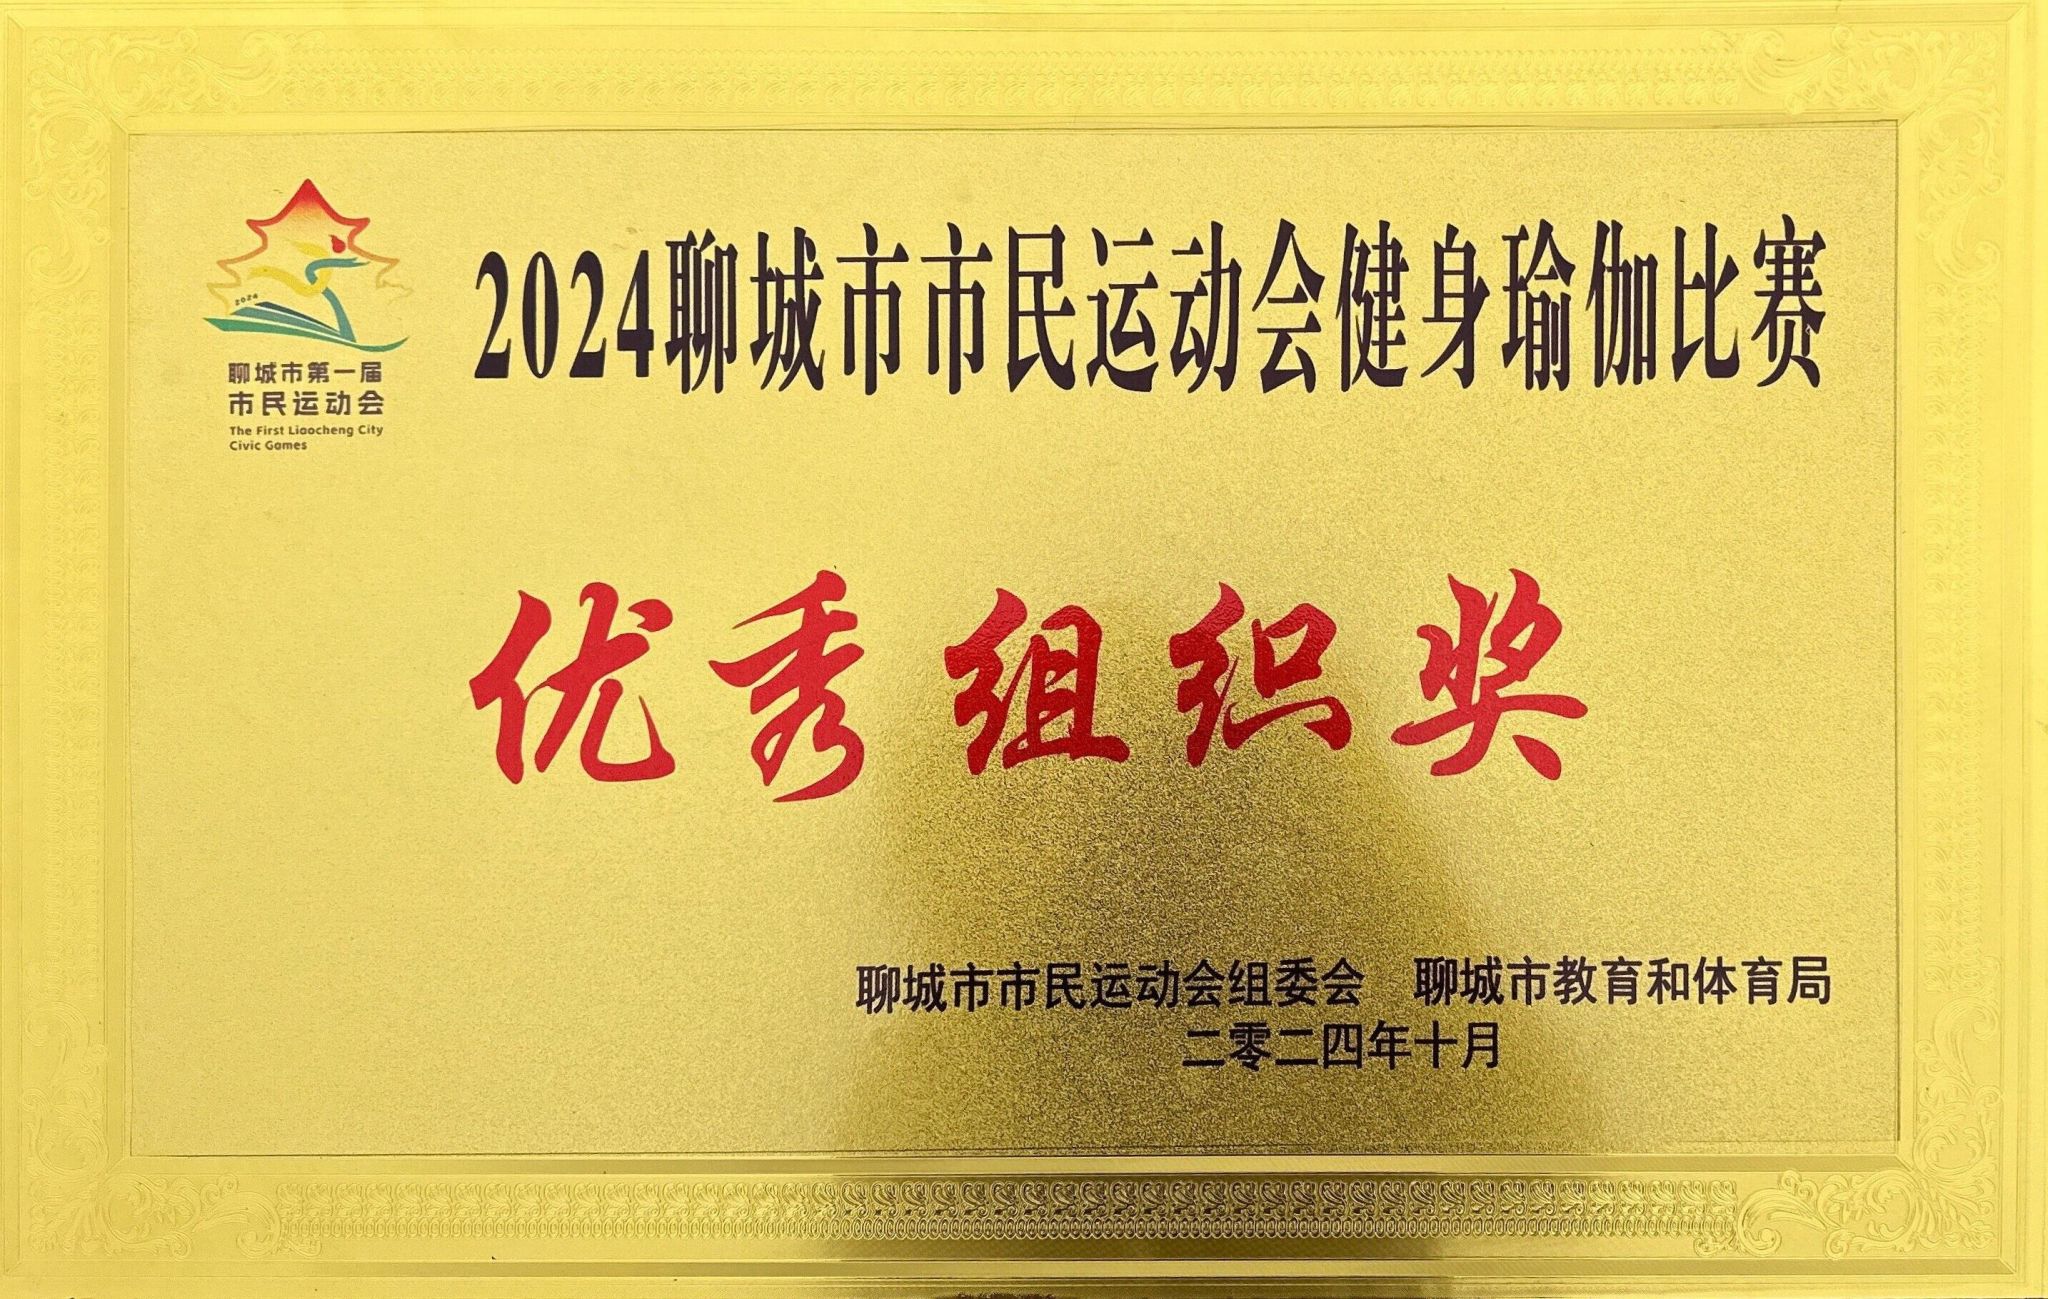 2024聊城市市民运动会健身瑜伽比赛
2024
聊城市第一届
市民运动会
The First Liaocheng City
Civic Games
优秀组织奖
聊城市市民运动会组委会 聊城市教育和体育局
二零二四年十月